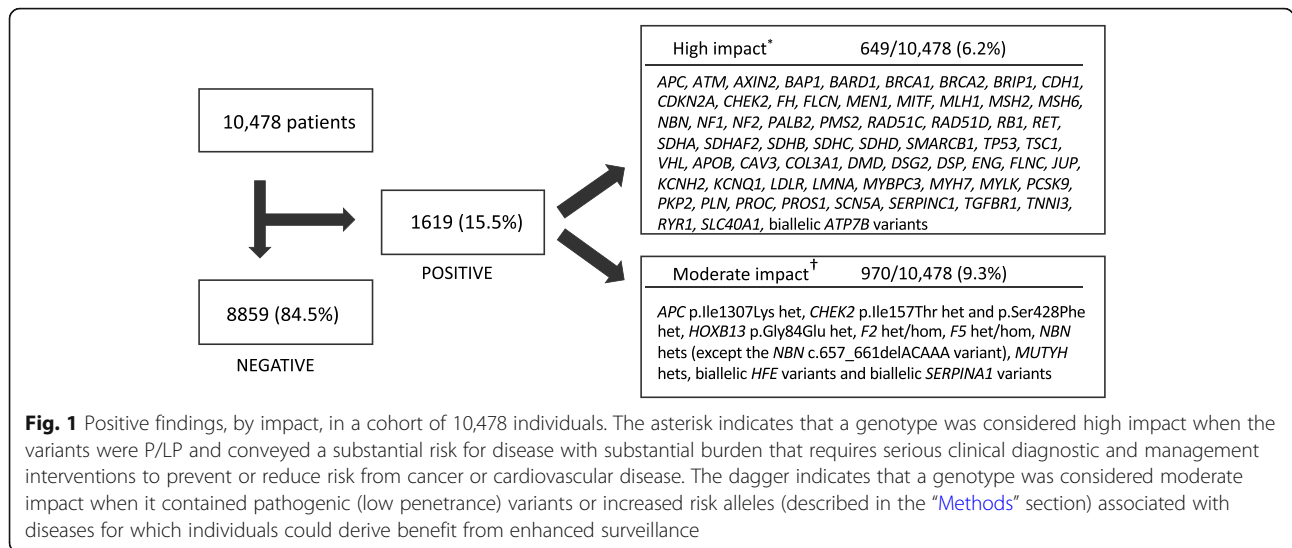 10,478 patients
1619 (15.5%)
POSITIVE
8859 (84.5%)
NEGATIVE
High impact* 649/10,478 (6.2%)
APC, ATM, AXIN2, BAP1, BARD1, BRCA1, BRCA2, BRIP1, CDH1,
CDKN2A, CHEK2, FH, FLCN, MEN1, MITF, MLH1, MSH2, MSH6,
NBN, NF1, NF2, PALB2, PMS2, RAD51C, RAD51D, RB1, RET,
SDHA, SDHAF2, SDHB, SDHC, SDHD, SMARCB1, TP53, TSC1,
VHL, APOB, CAV3, COL3A1, DMD, DSG2, DSP, ENG, FLNC, JUP,
KCNH2, KCNQ1, LDLR, LMNA, MYBPC3, MYH7, MYLK, PCSK9,
PKP2, PLN, PROC, PROS1, SCN5A, SERPINC1, TGFBR1, TNNI3,
RYR1, SLC40A1, biallelic ATP7B variants
Moderate impact† 970/10,478 (9.3%)
APC p.Ile1307Lys het, CHEK2 p.Ile157Thr het and p.Ser428Phe
het, HOXB13 p.Gly84Glu het, F2 het/hom, F5 het/hom, NBN
hets (except the NBN c.657_661delACAAA variant), MUTYH
hets, biallelic HFE variants and biallelic SERPINA1 variants
Fig. 1 Positive findings, by impact, in a cohort of 10,478 individuals. The asterisk indicates that a genotype was considered high impact when the
variants were P/LP and conveyed a substantial risk for disease with substantial burden that requires serious clinical diagnostic and management
interventions to prevent or reduce risk from cancer or cardiovascular disease. The dagger indicates that a genotype was considered moderate
impact when it contained pathogenic (low penetrance) variants or increased risk alleles (described in the “Methods” section) associated with
diseases for which individuals could derive benefit from enhanced surveillance